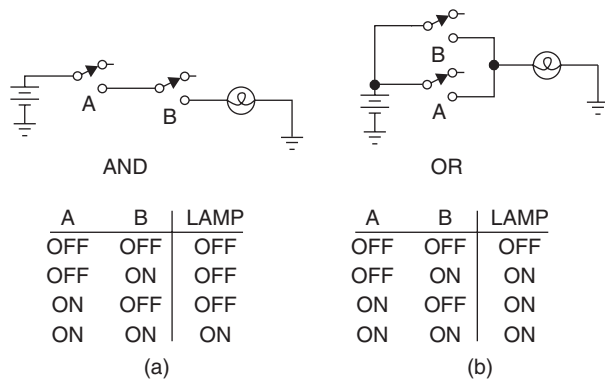 A
B
AND
A B LAMP
OFF OFF OFF
OFF ON OFF
ON OFF OFF
ON ON ON
(a)
B
A
OR
A B LAMP
OFF OFF OFF
OFF ON ON
ON OFF ON
ON ON ON
(b)